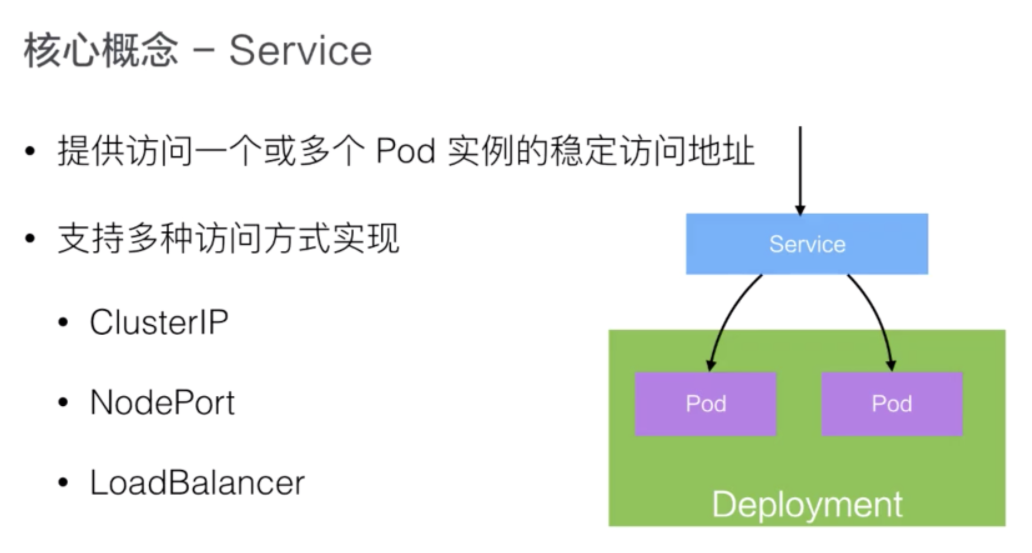 核心概念 – Service
• 提供访问一个或多个 Pod 实例的稳定访问地址
• 支持多种访问方式实现
• ClusterIP
• NodePort
• LoadBalancer
Service
Pod
Pod
Deployment